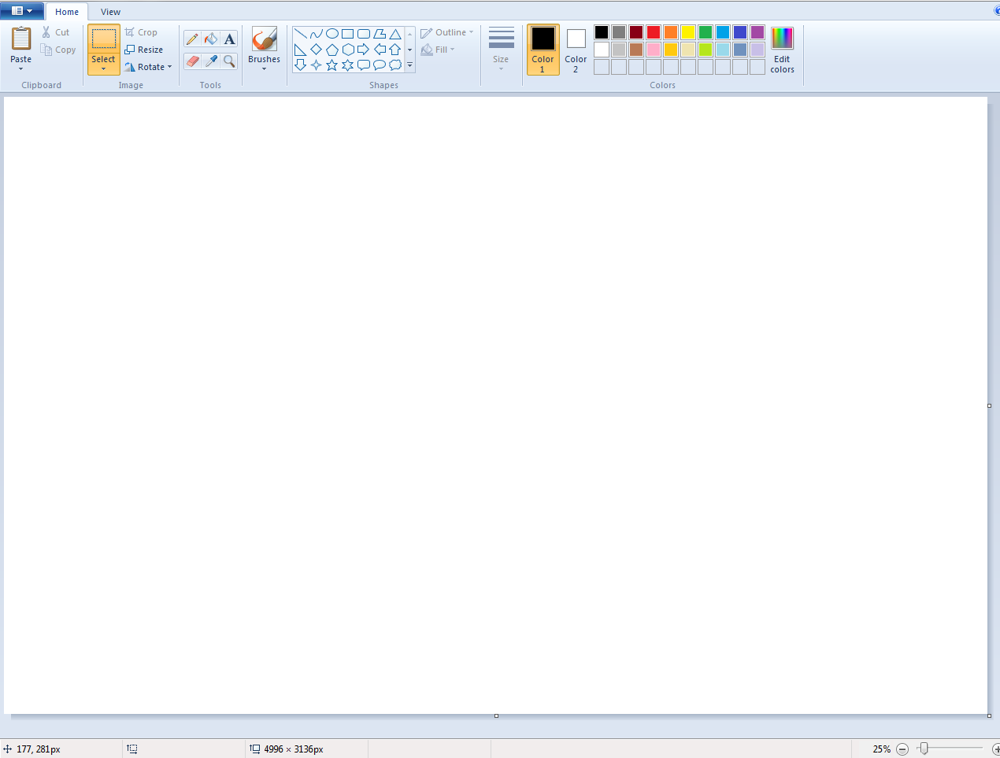 Home View
Paste
Cut
Copy
Clipboard
Select
Crop
Resize
Rotate
Image
A
Tools
Brushes
Shapes
Outline
Fill
Size
Color 1
Color 2
Colors
Edit colors
177, 281px
4996 × 3136px
25%